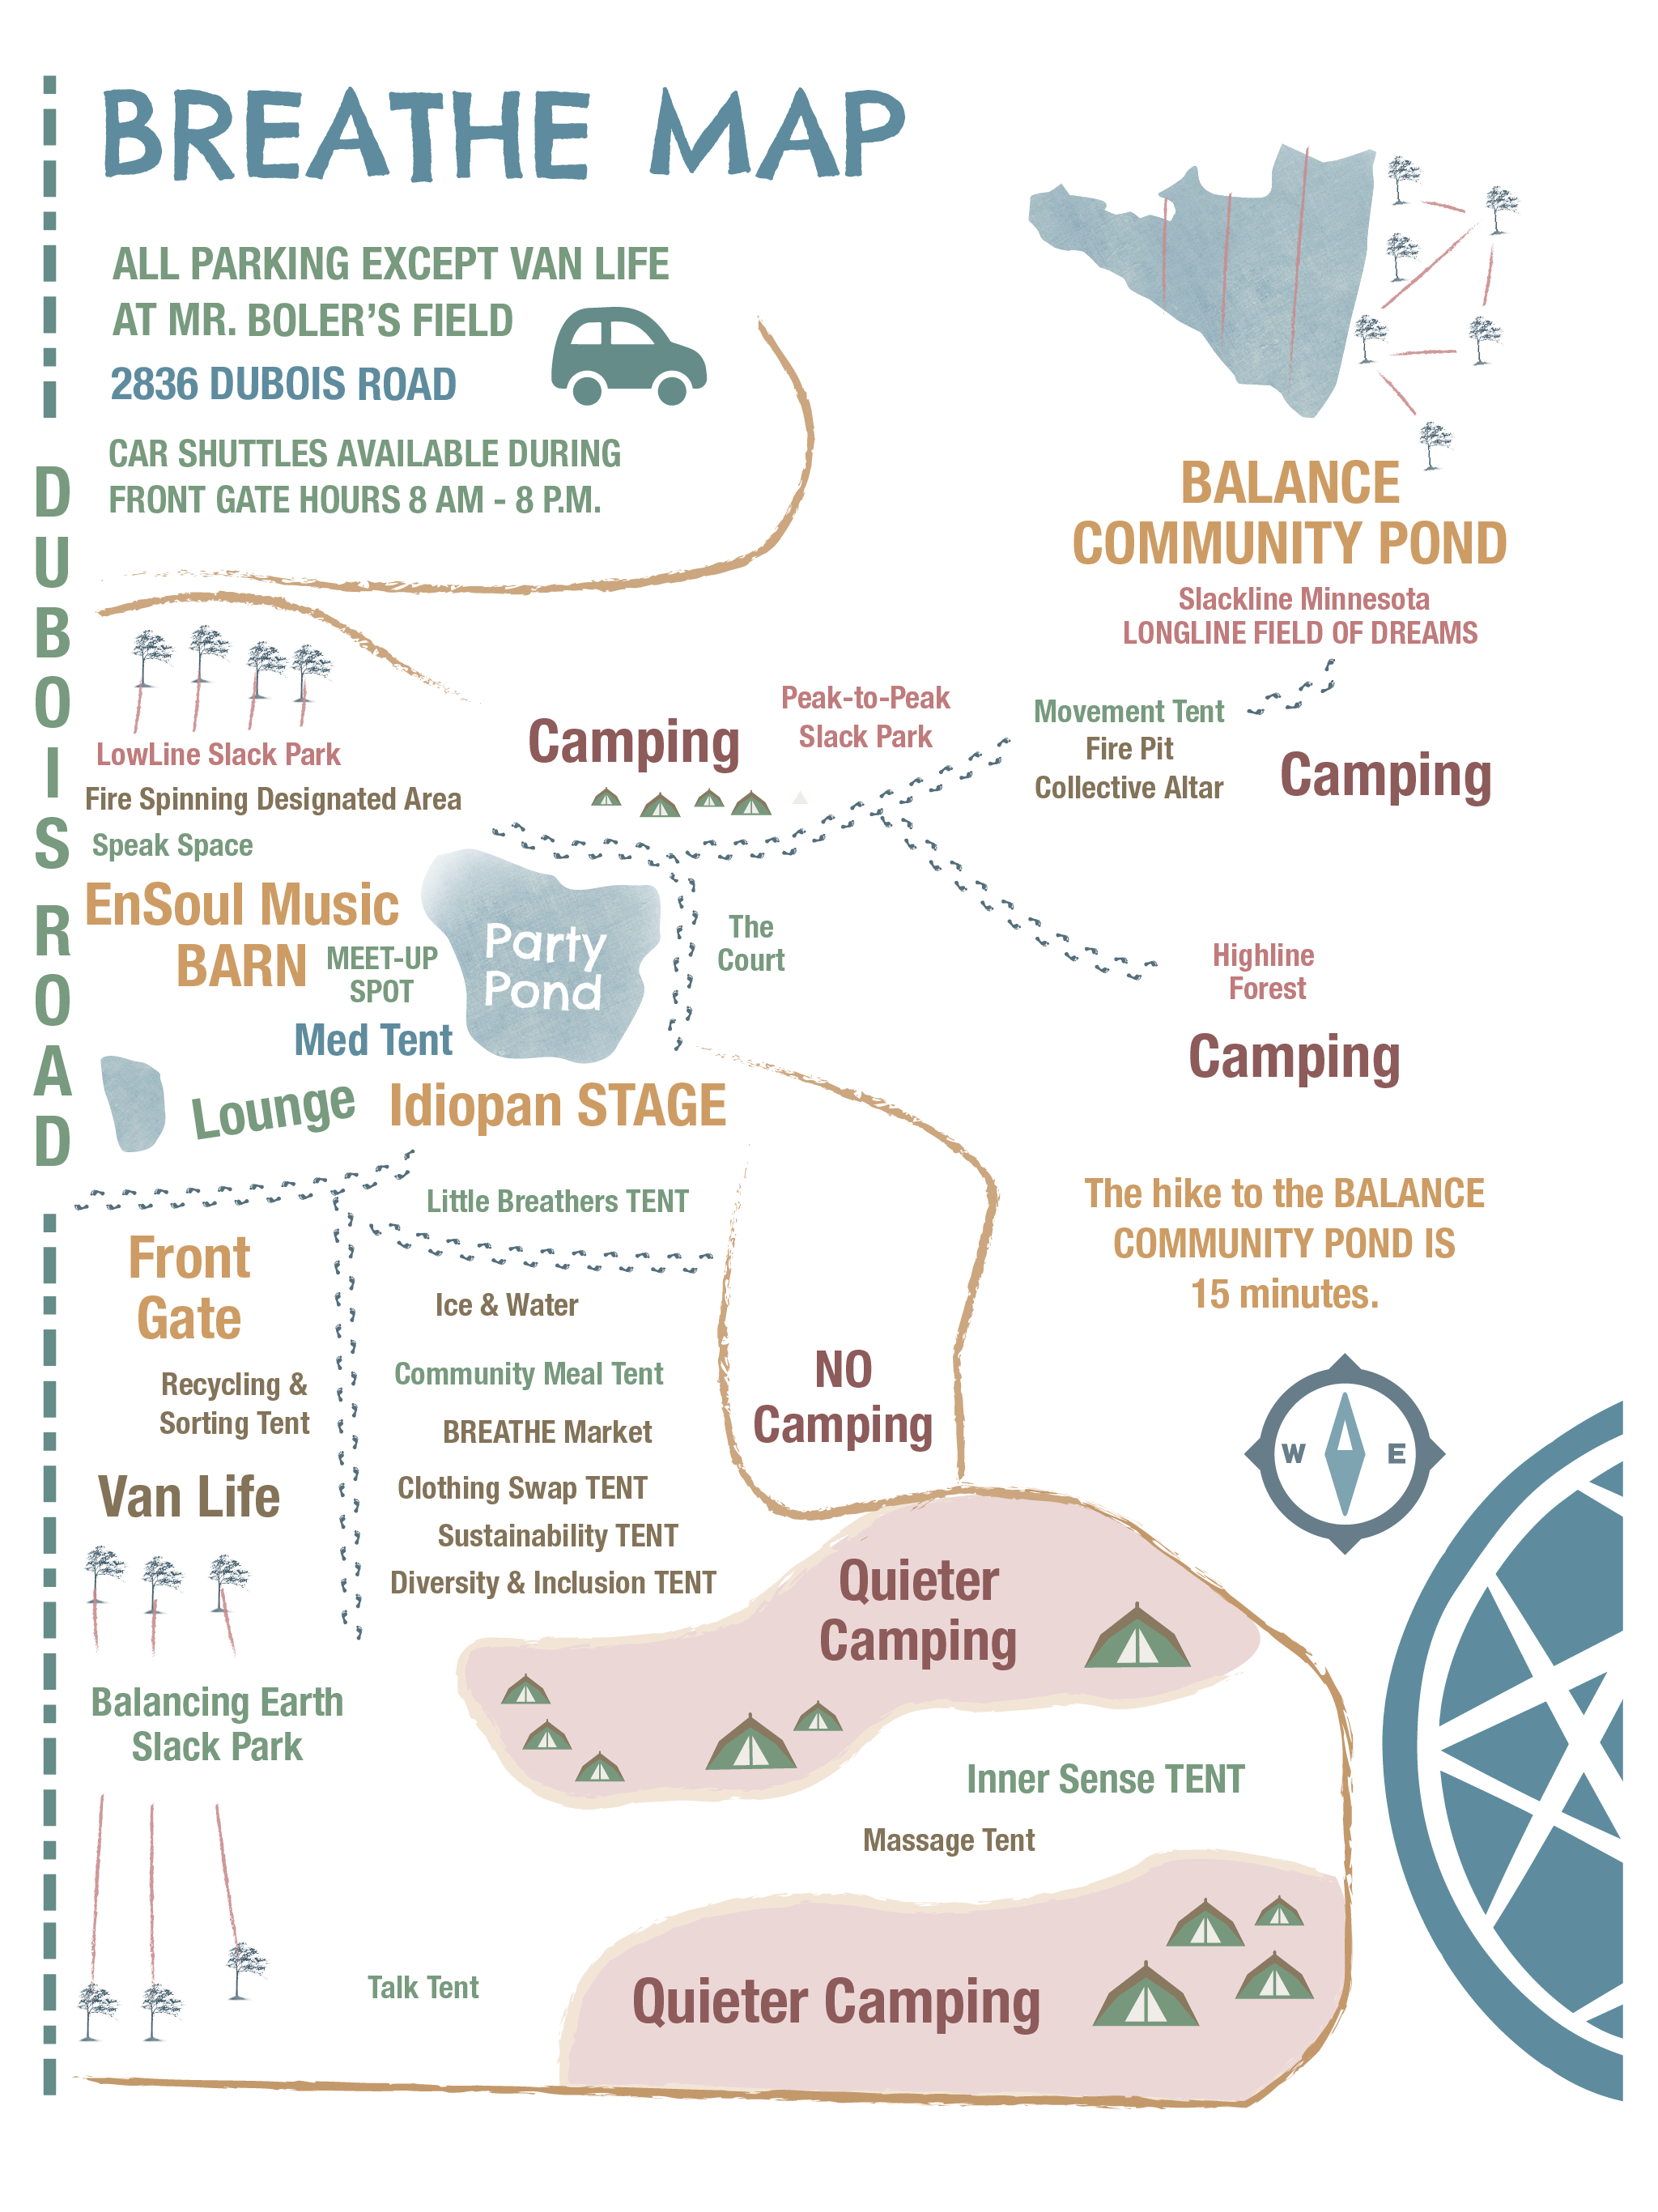 BREATHE MAP
ALL PARKING EXCEPT VAN LIFE
AT MR. BOLER’S FIELD
2836 DUBOIS ROAD
CAR SHUTTLES AVAILABLE DURING
FRONT GATE HOURS 8 AM - 8 P.M.
DUBOIS ROAD
BALANCE
COMMUNITY POND
Slackline Minnesota
LONGLINE FIELD OF DREAMS
Peak-to-Peak
Slack Park
Movement Tent
Fire Pit
Collective Altar
Camping
Camping
LowLine Slack Park
Fire Spinning Designated Area
Speak Space
EnSoul Music
BARN
MEET-UP
SPOT
Party
Pond
The
Court
Highline
Forest
Camping
Med Tent
Lounge
Idiopan STAGE
Little Breathers TENT
The hike to the BALANCE
COMMUNITY POND IS
15 minutes.
Front
Gate
Ice & Water
Recycling &
Sorting Tent
Community Meal Tent
NO
Camping
BREATHE Market
W E
Van Life
Clothing Swap TENT
Sustainability TENT
Diversity & Inclusion TENT
Quieter
Camping
Balancing Earth
Slack Park
Inner Sense TENT
Massage Tent
Talk Tent
Quieter Camping